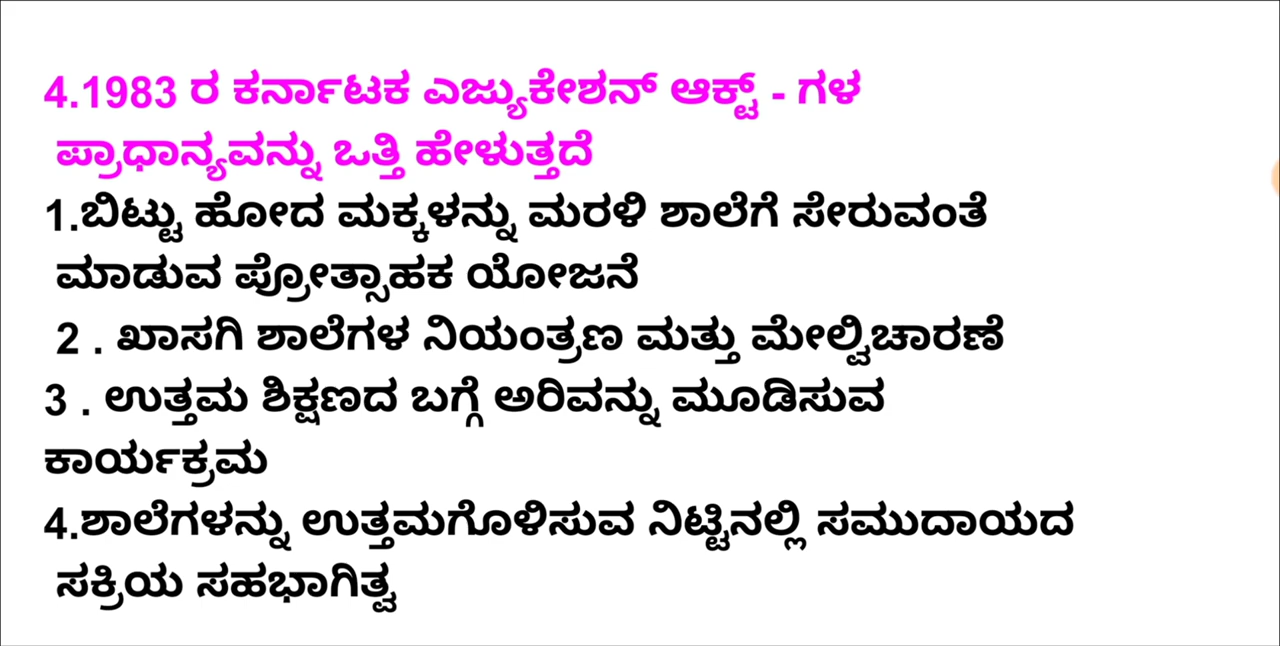 4.1983 ರ ಕರ್ನಾಟಕ ಎಜ್ಯುಕೇಶನ್ ಆಕ್ಟ್ - ಗಳ
ಪ್ರಾಧಾನ್ಯವನ್ನು ಒತ್ತಿ ಹೇಳುತ್ತದೆ
1.ಬಿಟ್ಟು ಹೋದ ಮಕ್ಕಳನ್ನು ಮರಳಿ ಶಾಲೆಗೆ ಸೇರುವಂತೆ
ಮಾಡುವ ಪ್ರೋತ್ಸಾಹಕ ಯೋಜನೆ
2 . ಖಾಸಗಿ ಶಾಲೆಗಳ ನಿಯಂತ್ರಣ ಮತ್ತು ಮೇಲ್ವಿಚಾರಣೆ
3 . ಉತ್ತಮ ಶಿಕ್ಷಣದ ಬಗ್ಗೆ ಅರಿವನ್ನು ಮೂಡಿಸುವ
ಕಾರ್ಯಕ್ರಮ
4.ಶಾಲೆಗಳನ್ನು ಉತ್ತಮಗೊಳಿಸುವ ನಿಟ್ಟಿನಲ್ಲಿ ಸಮುದಾಯದ
ಸಕ್ರಿಯ ಸಹಭಾಗಿತ್ವ